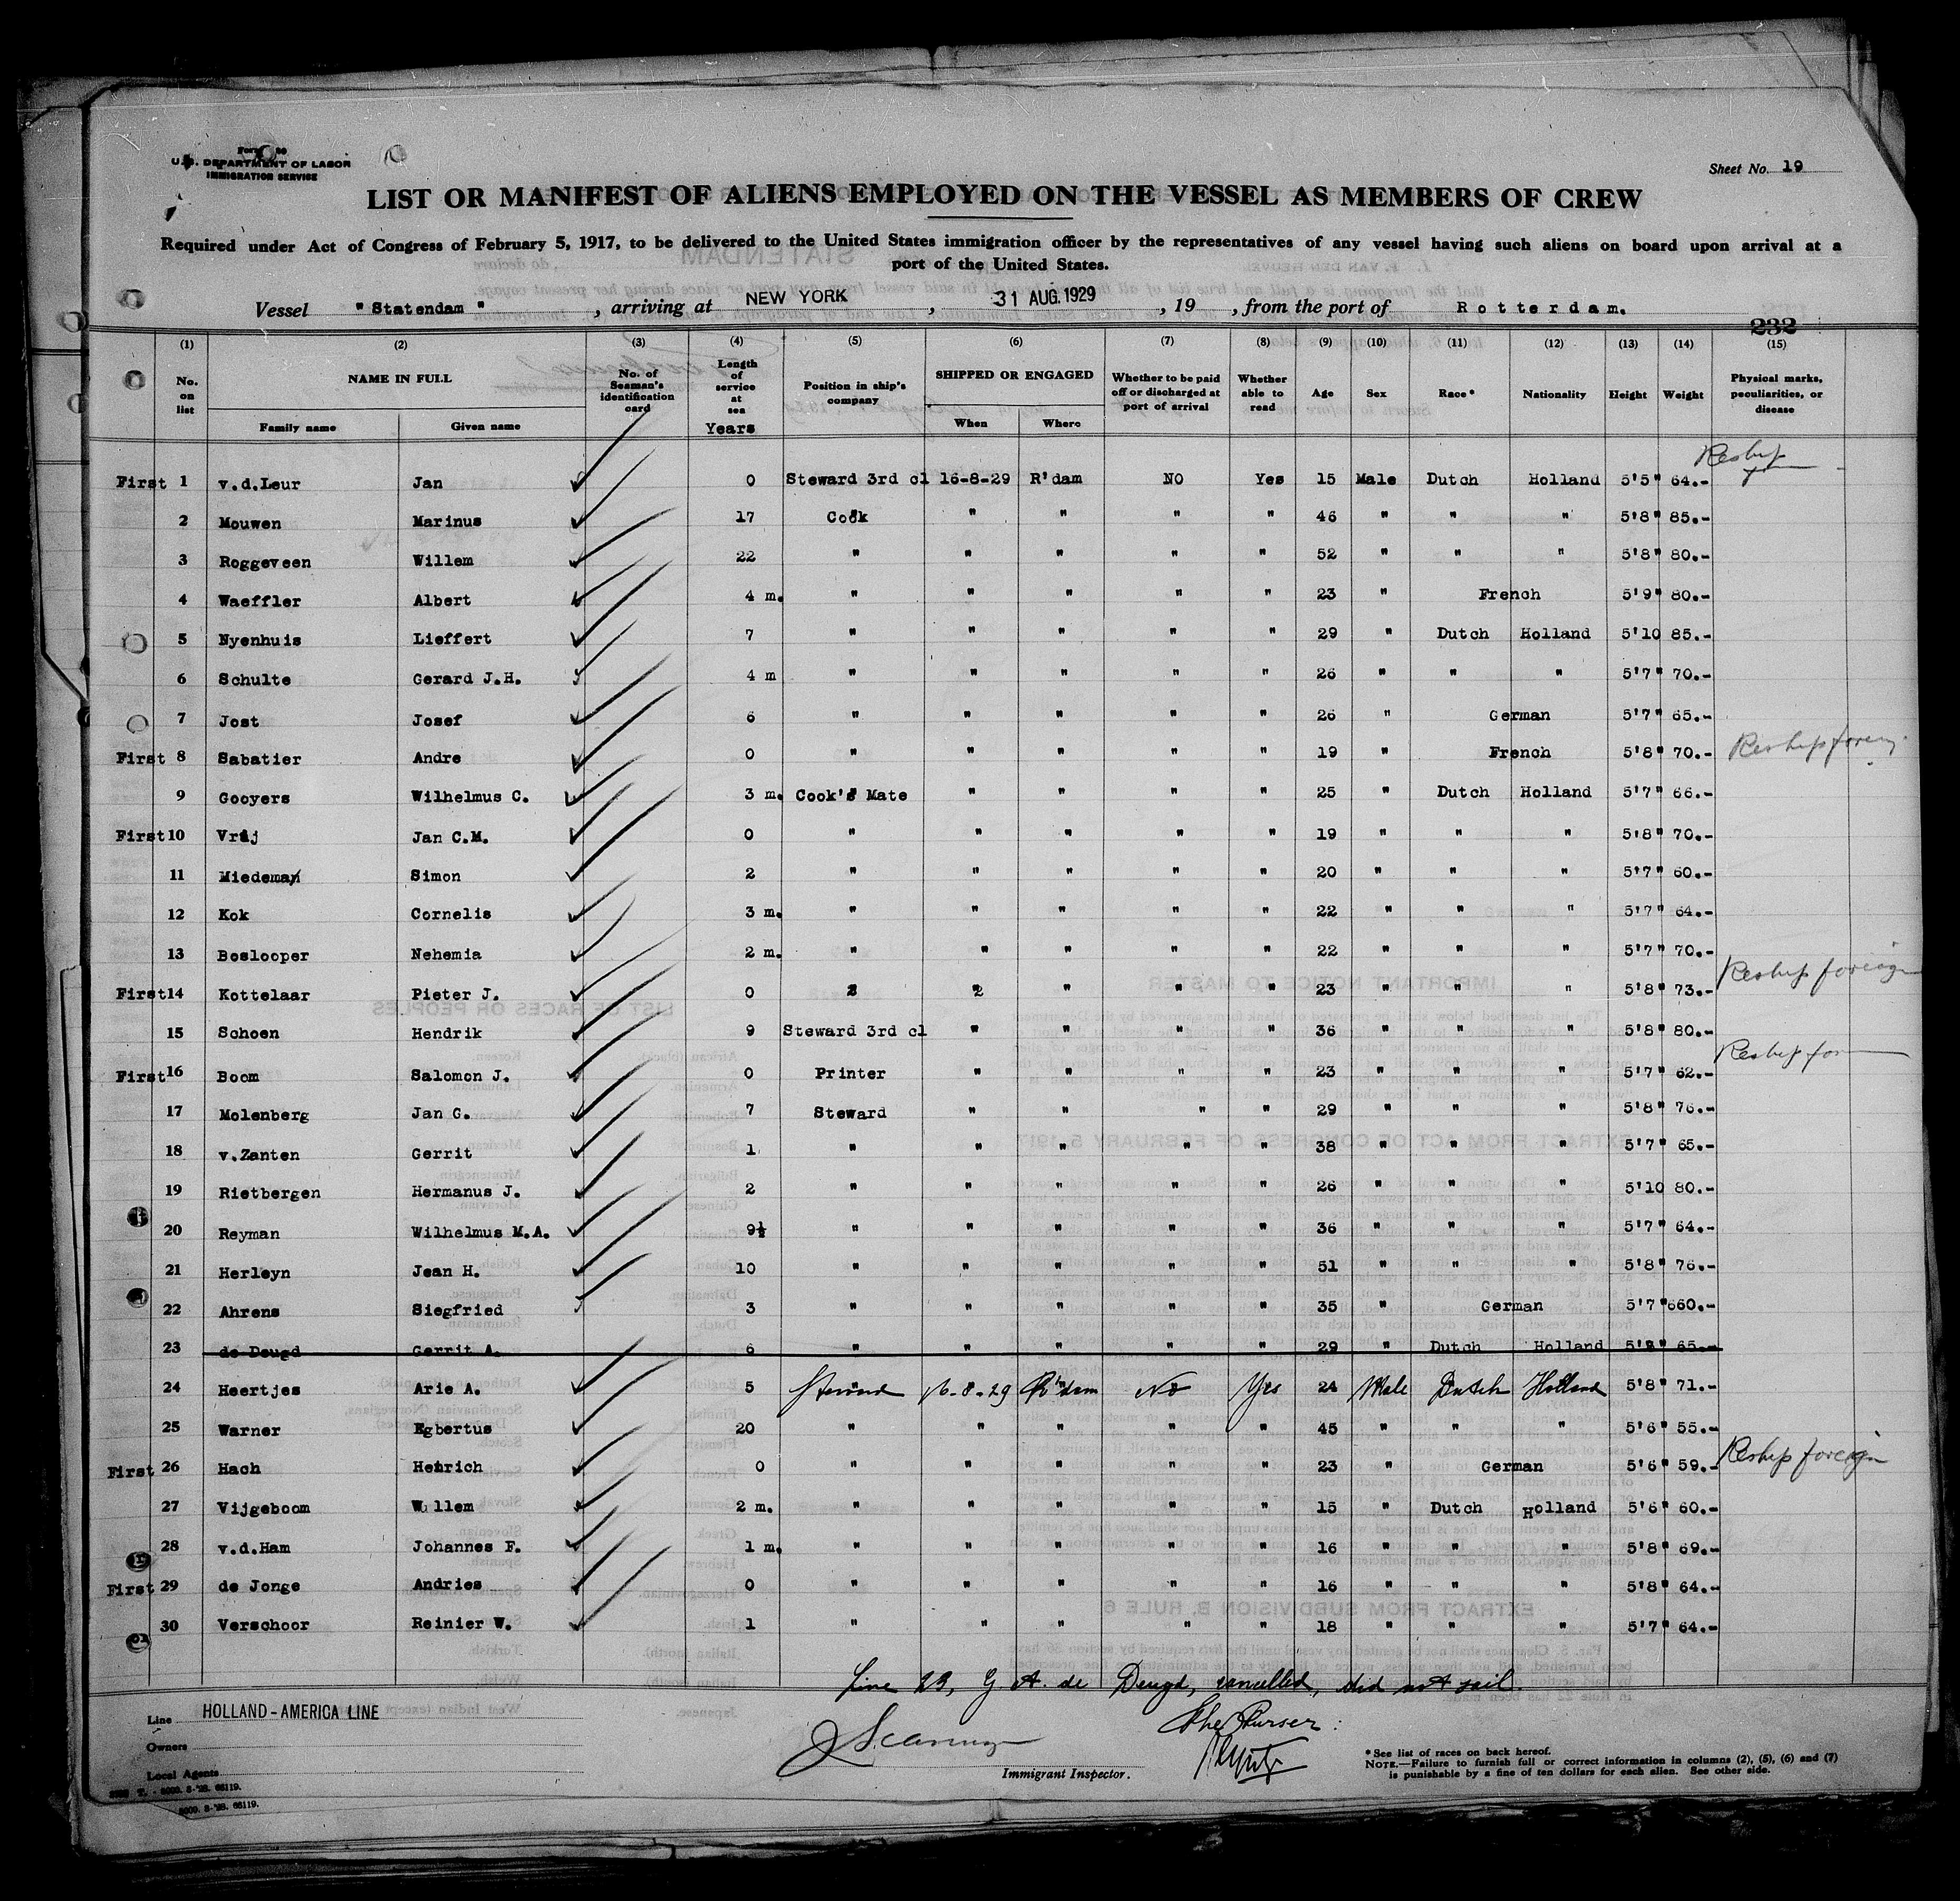 Form 689
U.S. DEPARTMENT OF LABOR
IMMIGRATION SERVICE
Sheet No. 19
LIST OR MANIFEST OF ALIENS EMPLOYED ON THE VESSEL AS MEMBERS OF CREW
Required under Act of Congress of February 5, 1917, to be delivered to the United States immigration officer by the representatives of any vessel having such aliens on board upon arrival at a
port of the United States.
Vessel "Statendam", arriving at NEW YORK, 31 AUG. 1929, 19 , from the port of Rotterdam.
232
(1) (2) (3) (4) (5) (6) (7) (8) (9) (10) (11) (12) (13) (14) (15)
No. on list NAME IN FULL Family name Given name No. of Seaman's identification card Length of service at sea Years Position in ship's company SHIPPED OR ENGAGED When Where Whether to be paid off or discharged at port of arrival Whether able to read Age Sex Race* Nationality Height Weight Physical marks, peculiarities, or disease
First 1 v.d.Leur Jan 0 Steward 3rd cl 16-8-29 R'dam NO Yes 15 Male Dutch Holland 5'5" 64.- Reship
2 Mouwen Marinus 17 Cook " " " " 46 " " " 5'8" 85.-
3 Roggeveen Willem 22 " " " " " 52 " " " 5'8" 80.-
4 Waeffler Albert 4 m. " " " " " 23 " French 5'9" 80.-
5 Nyenhuis Lieffert 7 " " " " " 29 " Dutch Holland 5'10 85.-
6 Schulte Gerard J.H. 4 m " " " " " 26 " " " 5'7" 70.-
7 Jost Josef 6 " " " " " 26 " German 5'7" 65.-
First 8 Sabatier Andre 0 " " " " " 19 " French 5'8" 70.- Reship foreig
9 Gooyers Wilhelmus C. 3 m. Cook's Mate " " " " 25 " Dutch Holland 5'7" 66.-
First 10 Vrij Jan C.M. 0 " " " " " 19 " " " 5'8" 70.-
11 Miedema Simon 2 " " " " " 20 " " " 5'7" 60.-
12 Kok Cornelis 3 m. " " " " " 22 " " " 5'7" 64.-
13 Boslooper Nehemia 2 m. " " " " " 22 " " " 5'7" 70.-
First 14 Kottelaar Pieter J. 0 2 2 " " " 23 " " " 5'8" 73.- Reship foreign
15 Schoen Hendrik 9 Steward 3rd cl " " " " 36 " " " 5'8" 80.-
First 16 Boom Salomon J. 0 Printer " " " " 23 " " " 5'7" 62.- Reship for
17 Molenberg Jan G. 7 Steward " " " " 29 " " " 5'8" 76.-
18 v.Zanten Gerrit 1 " " " " " 38 " " " 5'7" 65.-
19 Rietbergen Hermanus J. 2 " " " " " 26 " " " 5'10 80.-
20 Reyman Wilhelmus M.A. 9½ " " " " " 36 " " " 5'7" 64.-
21 Herleyn Jean H. 10 " " " " " 51 " " " 5'8" 76.-
22 Ahrens Siegfried 3 " " " " " 35 " German 5'7" 660.-
23 de Deugd Gerrit A. 6 " " " " " 29 " Dutch Holland 5'8" 65.-
24 Heertjes Arie A. 5 Steward 16-8-29 R'dam No Yes 24 Male Dutch Holland 5'8" 71.-
25 Warner Egbertus 20 " " " " " 45 " " " 5'6" 55.-
First 26 Hach Heinrich 0 " " " " " 23 " German 5'6" 59.- Reship foreign
27 Vijgeboom Willem 2 m. " " " " " 15 " Dutch Holland 5'6" 60.-
28 v.d.Ham Johannes F. 1 m. " " " " " 16 " " " 5'8" 69.-
First 29 de Jonge Andries 0 " " " " " 16 " " " 5'8" 64.-
30 Verschoor Reinier W. 1 " " " " " 18 " " " 5'7" 64.-
Line 23, G A. de Deugd, cancelled, did not sail.
The Purser:
Line HOLLAND-AMERICA LINE
Owners
Local Agents
Immigrant Inspector.
* See list of races on back hereof.
NOTE.—Failure to furnish full or correct information in columns (2), (5), (6) and (7)
is punishable by a fine of ten dollars for each alien. See other side.
8000. 8-'28. 66119.
8000. 8-'28. 66119.